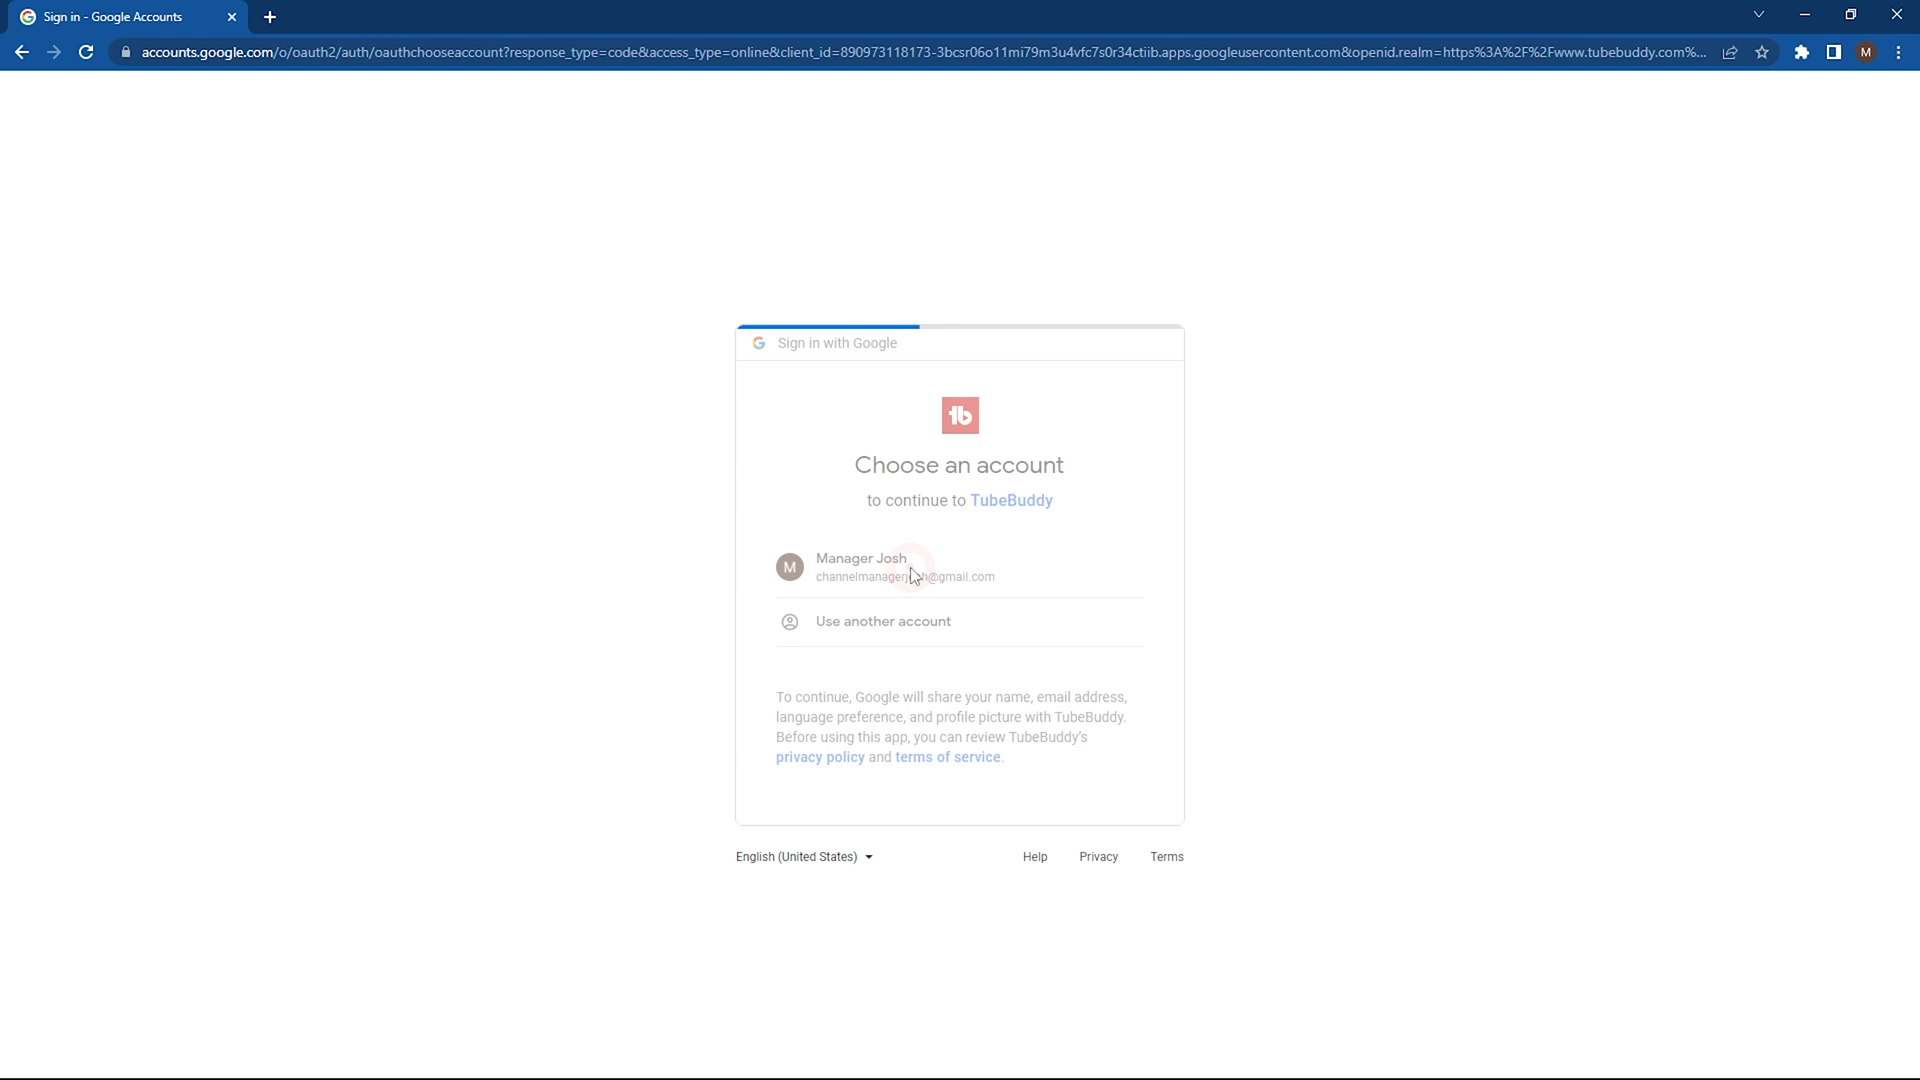 Sign in - Google Accounts
accounts.google.com/o/oauth2/auth/oauthchooseaccount?response_type=code&access_type=online&client_id=890973118173-3bcsr06o11mi79m3u4vfc7s0r34ctiib.apps.googleusercontent.com&openid.realm=https%3A%2F%2Fwww.tubebuddy.com%...
M
Sign in with Google
tb
Choose an account
to continue to TubeBuddy
M
Manager Josh
channelmanagerjosh@gmail.com
Use another account
To continue, Google will share your name, email address,
language preference, and profile picture with TubeBuddy.
Before using this app, you can review TubeBuddy's
privacy policy and terms of service.
English (United States)
Help
Privacy
Terms